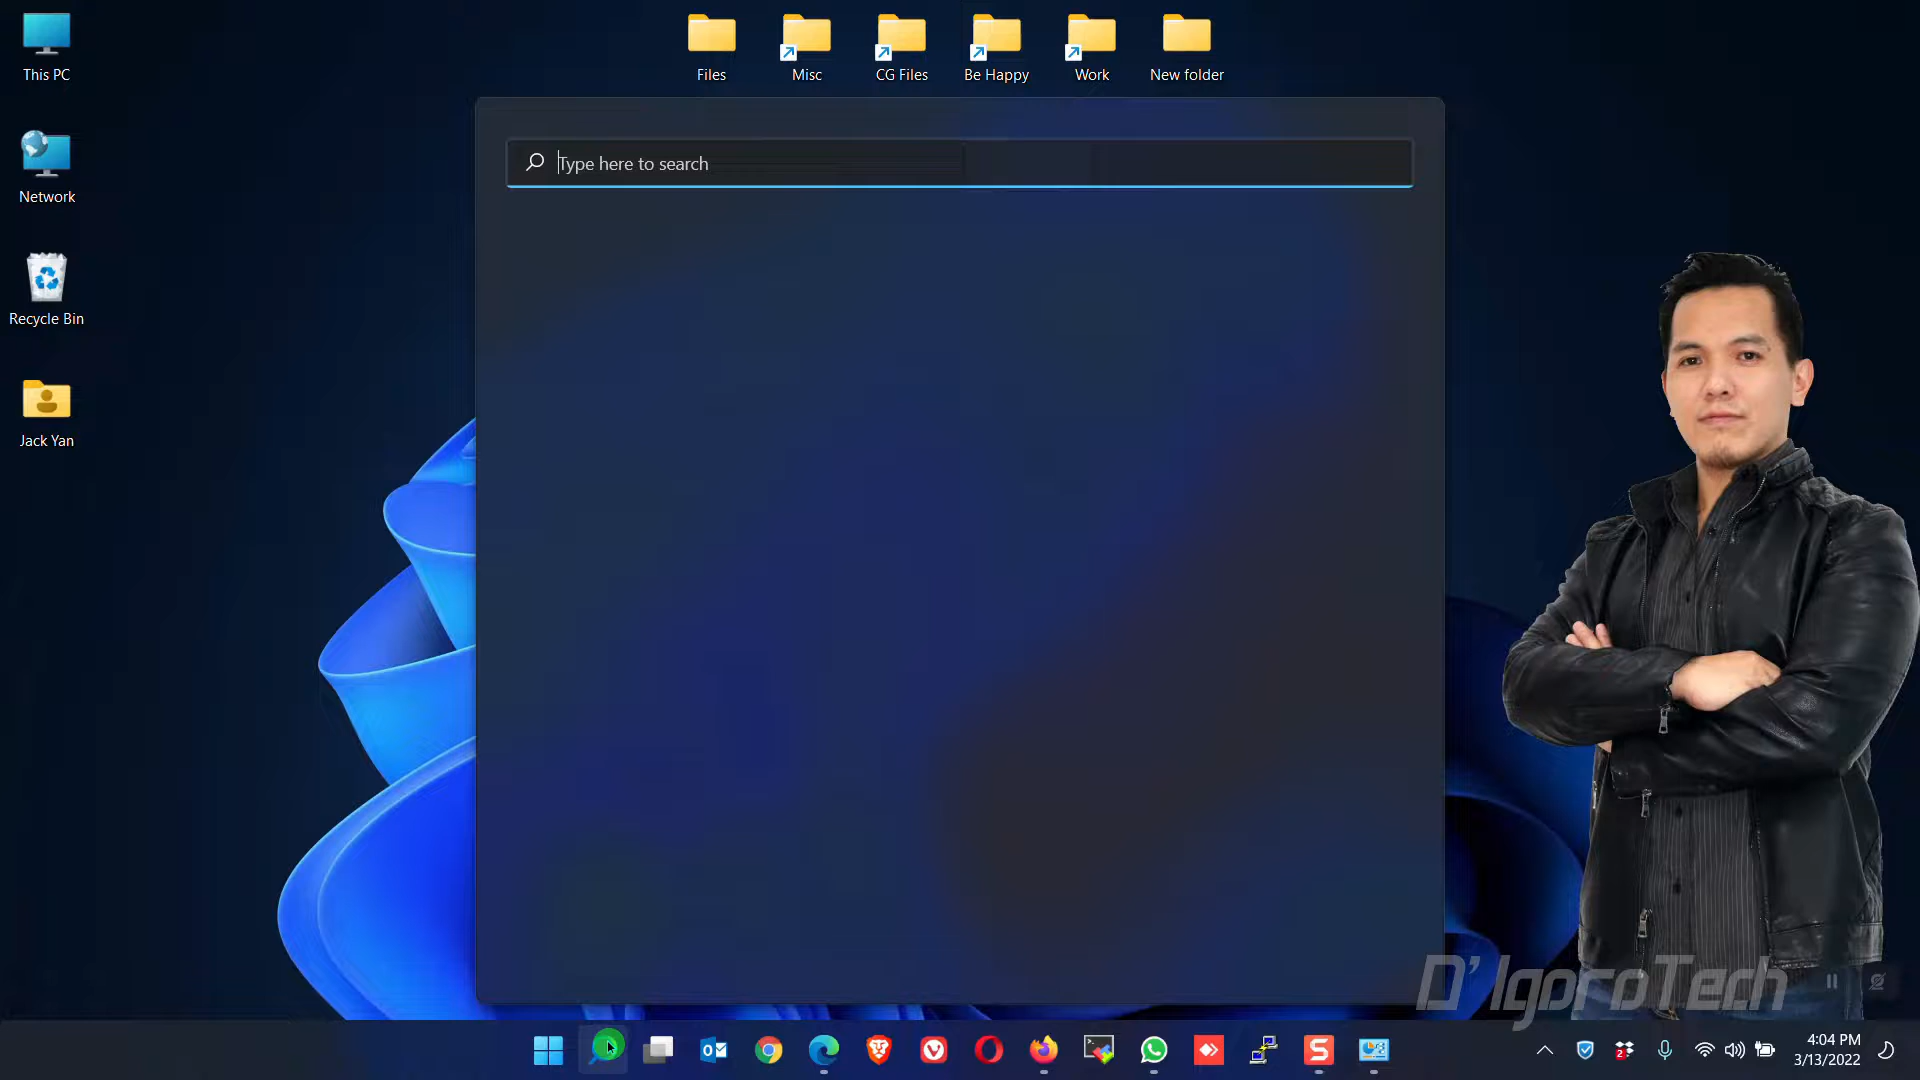 This PC
Files
Misc
CG Files
Be Happy
Work
New folder
Type here to search
Network
Recycle Bin
Jack Yan
D' IgoroTech
4:04 PM
3/13/2022
2